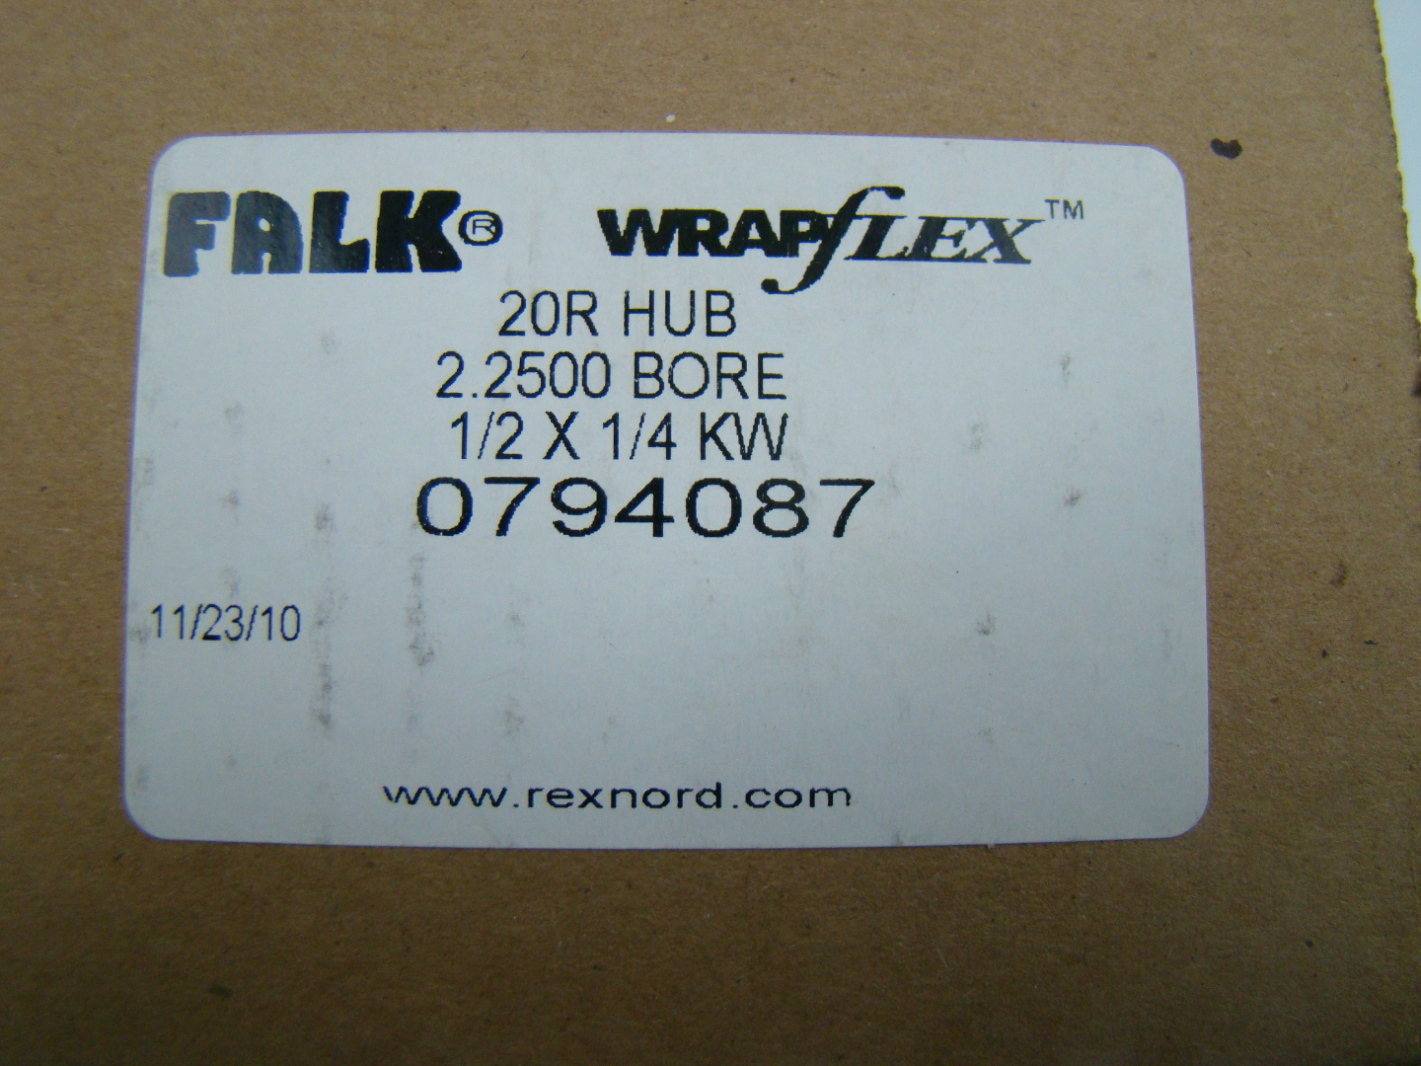 FALK® WRAPfLEX™
20R HUB
2.2500 BORE
1/2 X 1/4 KW
0794087
11/23/10
www.rexnord.com